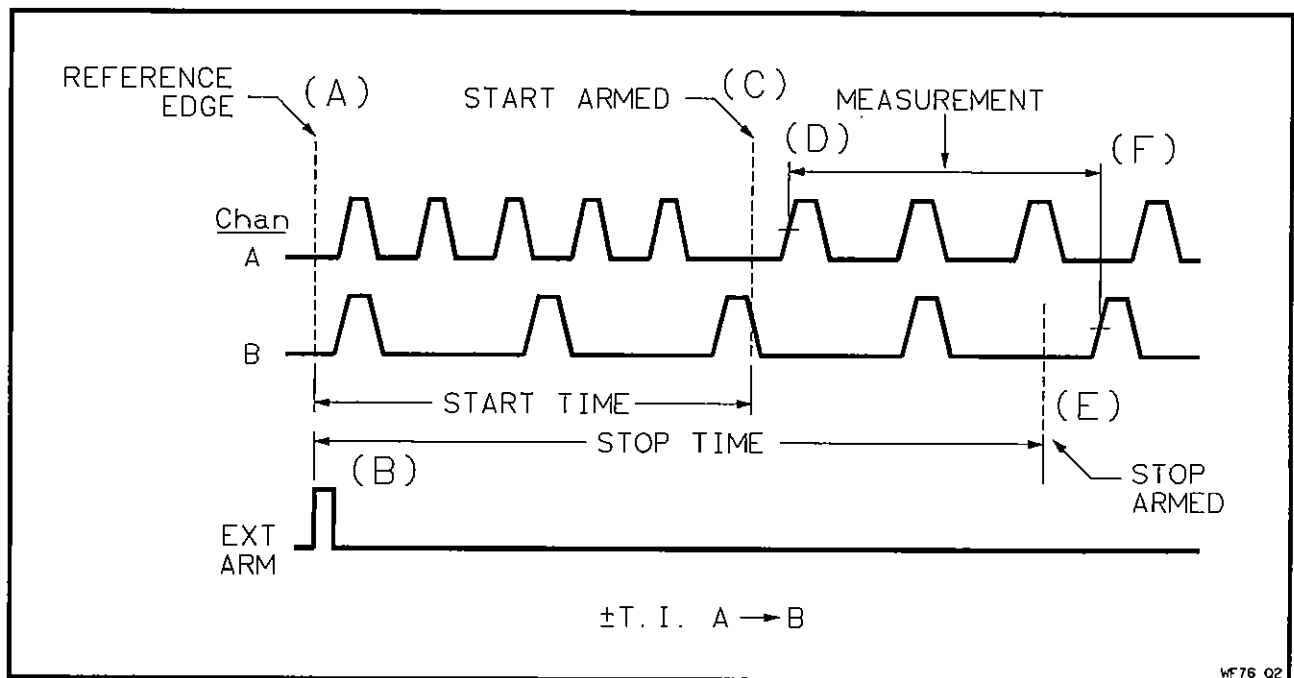 REFERENCE
EDGE
(A)
START ARMED
(C)
MEASUREMENT
(D)
(F)
Chan
A
B
START TIME
(E)
STOP TIME
(B)
STOP
ARMED
EXT
ARM
±T. I. A → B
WF76 02